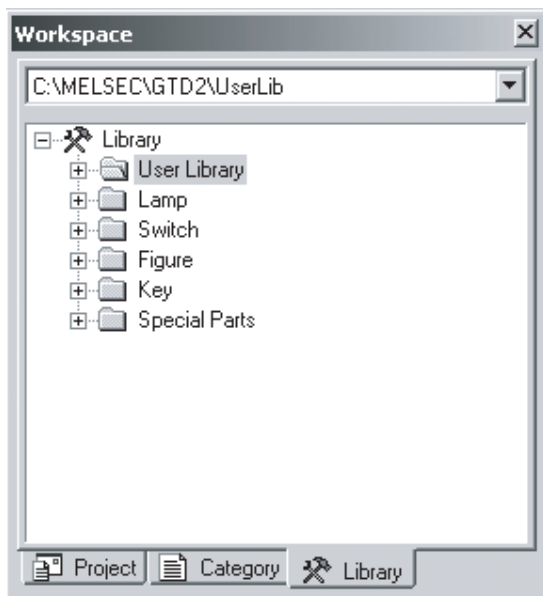 Workspace
C:\MELSEC\GTD2\UserLib
Library
User Library
Lamp
Switch
Figure
Key
Special Parts
Project Category Library